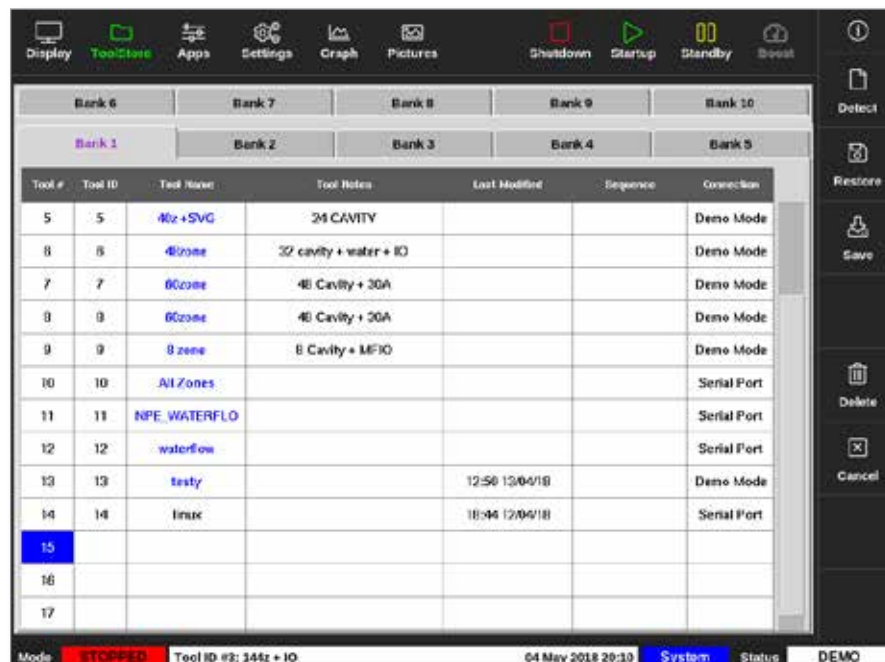 Display ToolStore Apps Settings Graph Pictures Shutdown Startup Standby Boost
Detect
Restore
Save
Delete
Cancel
Bank 6 Bank 7 Bank 8 Bank 9 Bank 10
Bank 1 Bank 2 Bank 3 Bank 4 Bank 5
Tool # Tool ID Tool Name Tool Notes Last Modified Sequence Connection
5 5 40z +SVG 24 CAVITY Demo Mode
6 6 48zone 32 cavity + water + IO Demo Mode
7 7 60zone 48 Cavity + 30A Demo Mode
8 8 60zone 48 Cavity + 30A Demo Mode
9 9 8 zone 8 Cavity + MFIO Demo Mode
10 10 All Zones Serial Port
11 11 NPE_WATERFLO Serial Port
12 12 waterflow Serial Port
13 13 testy 12:50 13/04/18 Demo Mode
14 14 linux 18:44 12/04/18 Serial Port
15
16
17
Mode STOPPED Tool ID #3: 144z + IO 04 May 2018 20:10 System Status DEMO